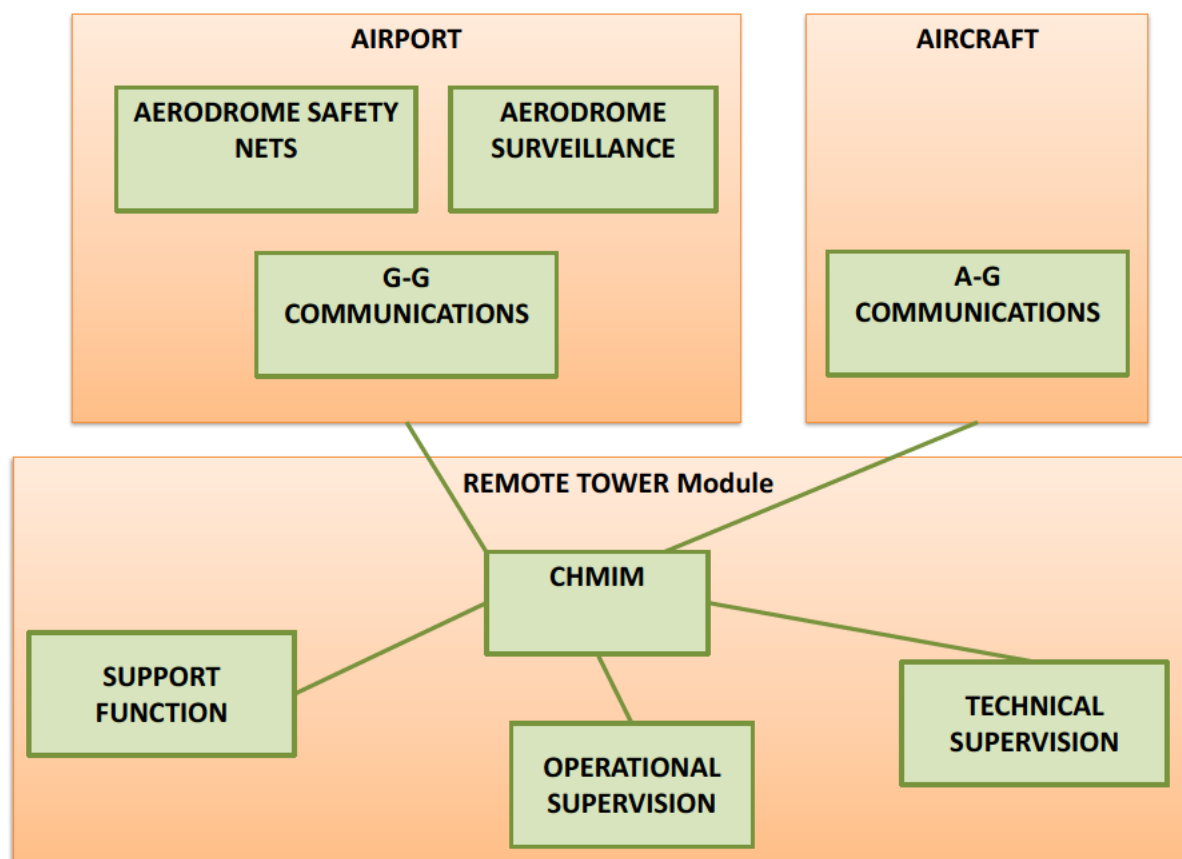 AIRPORT
AERODROME SAFETY
NETS
AERODROME
SURVEILLANCE
G-G
COMMUNICATIONS
AIRCRAFT
A-G
COMMUNICATIONS
REMOTE TOWER Module
CHMIM
SUPPORT
FUNCTION
OPERATIONAL
SUPERVISION
TECHNICAL
SUPERVISION